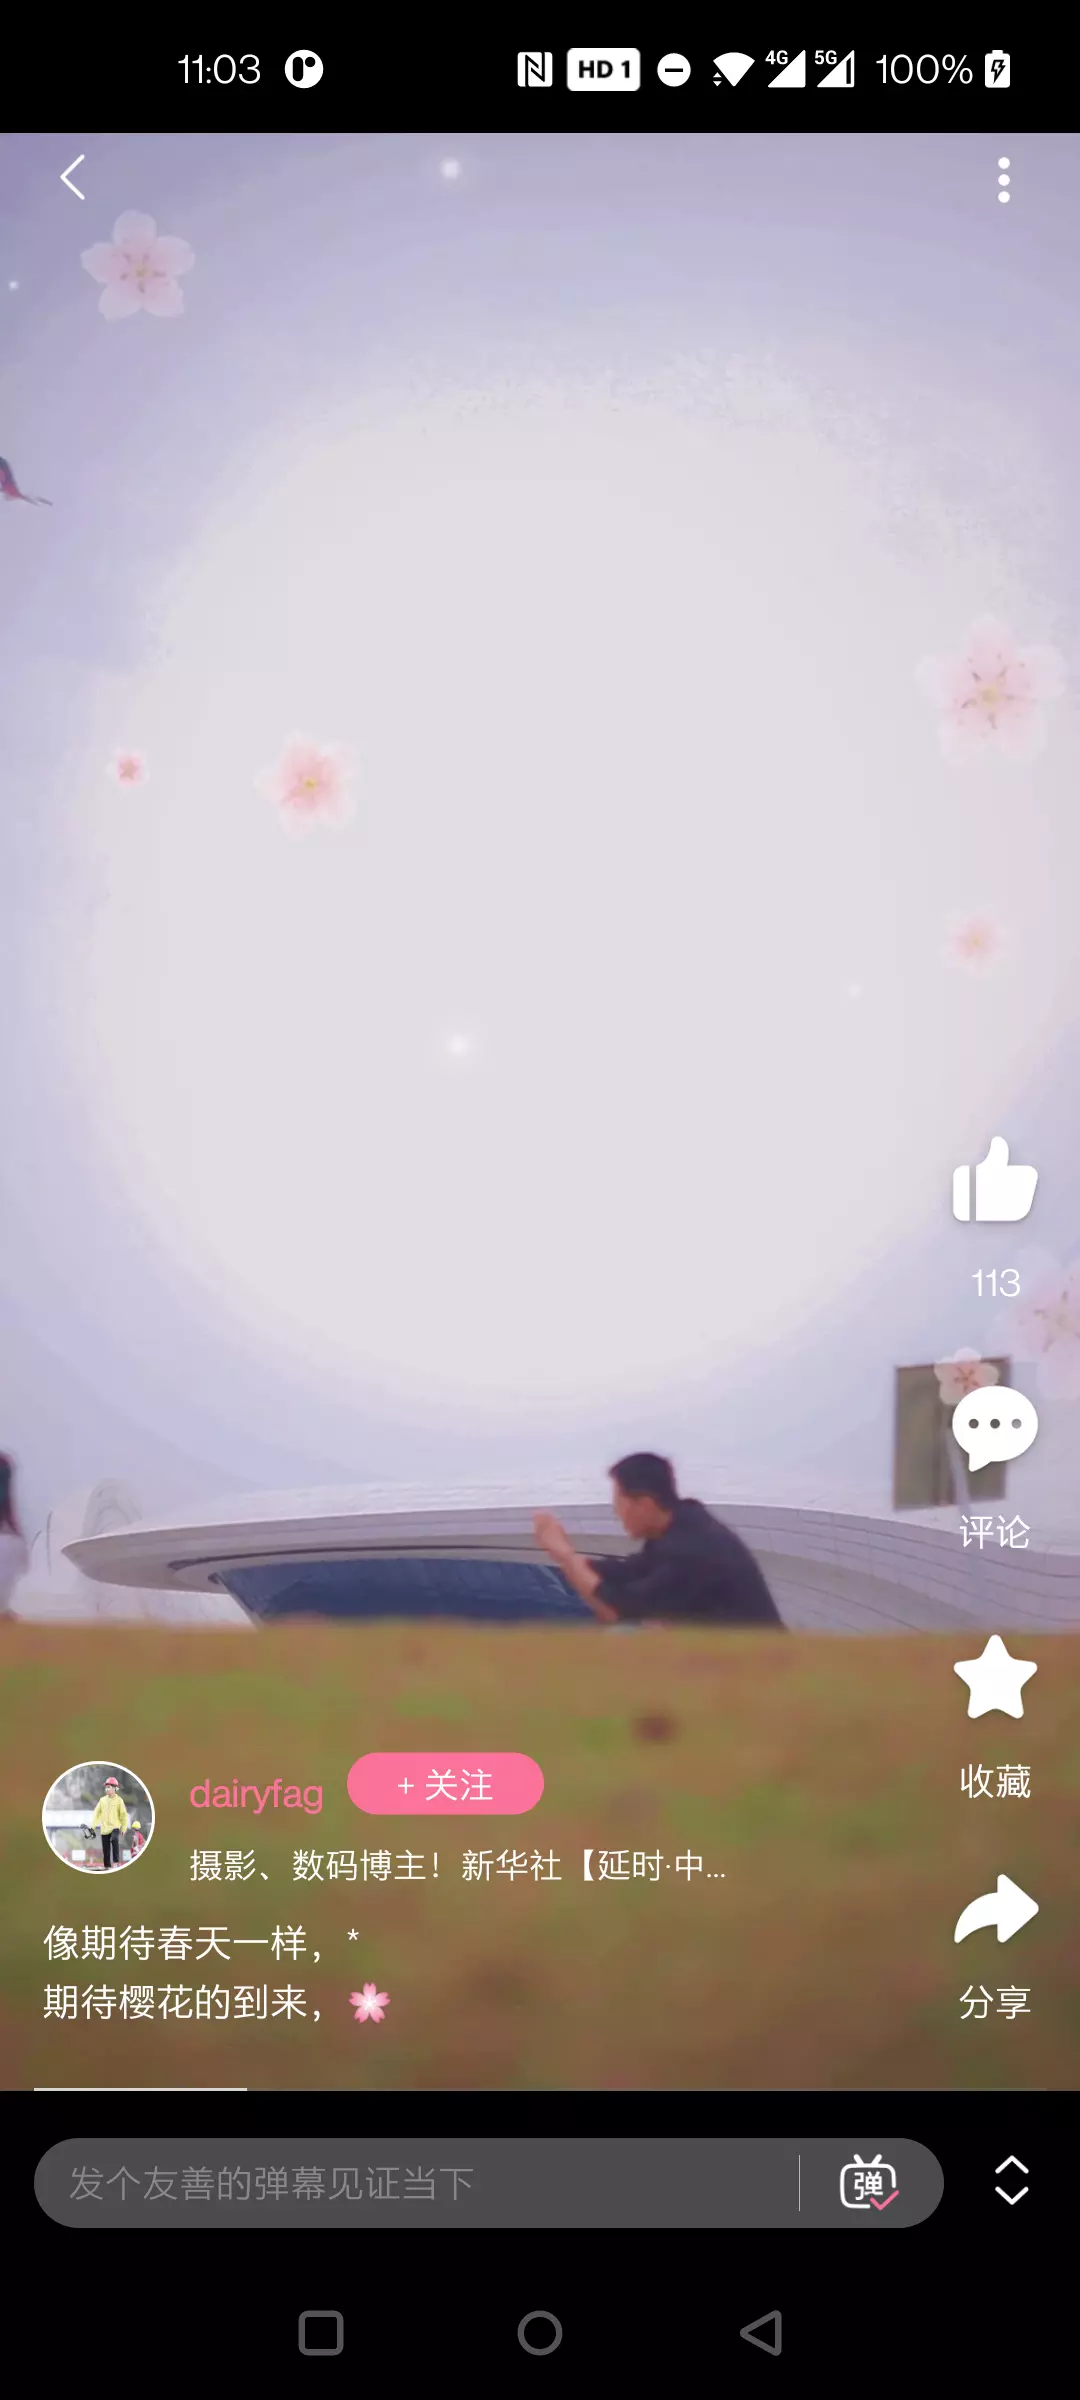 11:03
HD 1
4G
5G
100%
113
评论
收藏
dairyfag
+ 关注
摄影、数码博主！新华社【延时·中...
像期待春天一样，*
期待樱花的到来，🌸
分享
发个友善的弹幕见证当下
弹